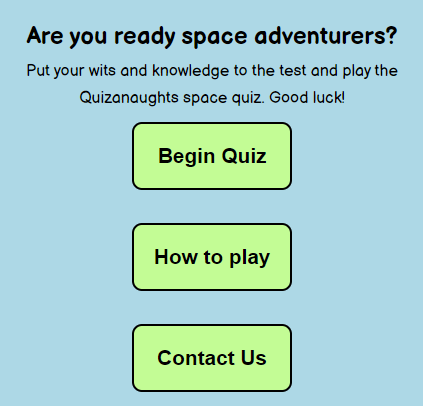 Are you ready space adventurers?
Put your wits and knowledge to the test and play the
Quizanaughts space quiz. Good luck!
Begin Quiz
How to play
Contact Us